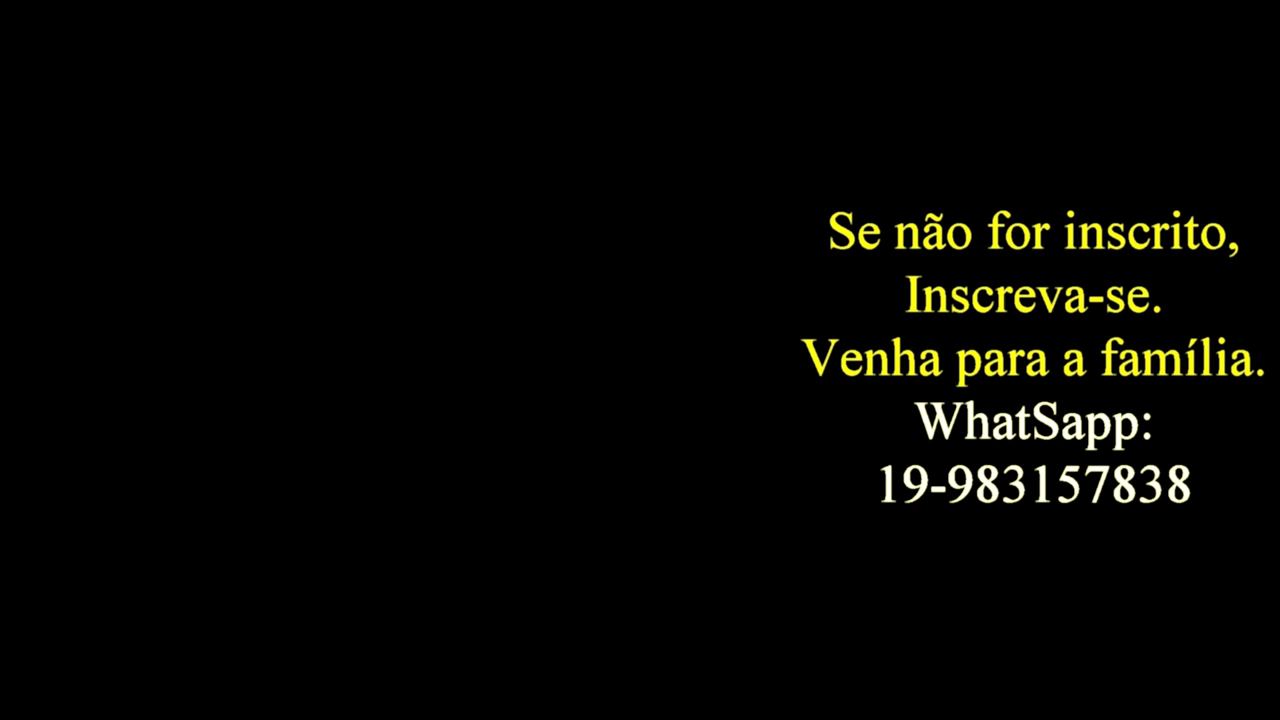 Se não for inscrito,
Inscreva-se.
Venha para a família.
WhatSapp:
19-983157838